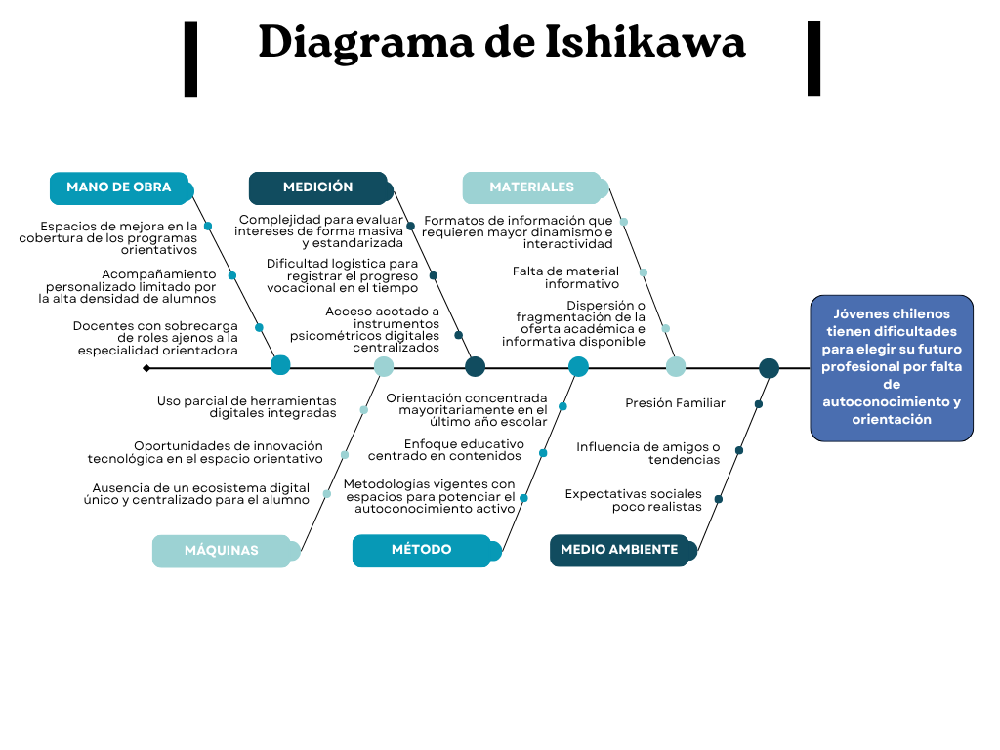 Diagrama de Ishikawa
MANO DE OBRA
Espacios de mejora en la
cobertura de los programas
orientativos
Acompañamiento
personalizado limitado por
la alta densidad de alumnos
Docentes con sobrecarga
de roles ajenos a la
especialidad orientadora
MEDICIÓN
Complejidad para evaluar
intereses de forma masiva
y estandarizada
Dificultad logística para
registrar el progreso
vocacional en el tiempo
Acceso acotado a
instrumentos
psicométricos digitales
centralizados
MATERIALES
Formatos de información que
requieren mayor dinamismo e
interactividad
Falta de material
informativo
Dispersión o
fragmentación de la
oferta académica e
informativa disponible
Jóvenes chilenos
tienen dificultades
para elegir su futuro
profesional por falta
de
autoconocimiento y
orientación
Uso parcial de herramientas
digitales integradas
Oportunidades de innovación
tecnológica en el espacio orientativo
Ausencia de un ecosistema digital
único y centralizado para el alumno
MÁQUINAS
Orientación concentrada
mayoritariamente en el
último año escolar
Enfoque educativo
centrado en contenidos
Metodologías vigentes con
espacios para potenciar el
autoconocimiento activo
MÉTODO
Presión Familiar
Influencia de amigos o
tendencias
Expectativas sociales
poco realistas
MEDIO AMBIENTE